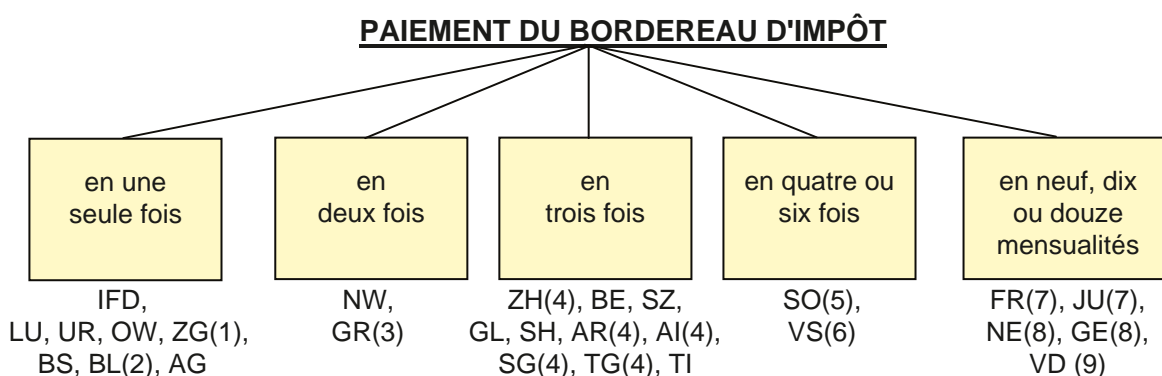 PAIEMENT DU BORDEREAU D'IMPÔT
en une
seule fois
en
deux fois
en
trois fois
en quatre ou
six fois
en neuf, dix
ou douze
mensualités
IFD,
LU, UR, OW, ZG(1),
BS, BL(2), AG
NW,
GR(3)
ZH(4), BE, SZ,
GL, SH, AR(4), AI(4),
SG(4), TG(4), TI
SO(5),
VS(6)
FR(7), JU(7),
NE(8), GE(8),
VD (9)